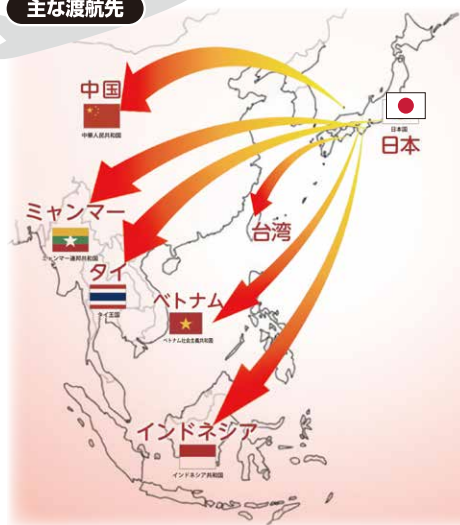 主な渡航先
中国
中華人民共和国
日本国
日本
ミャンマー
ミャンマー連邦共和国
台湾
タイ
タイ王国
ベトナム
ベトナム社会主義共和国
インドネシア
インドネシア共和国